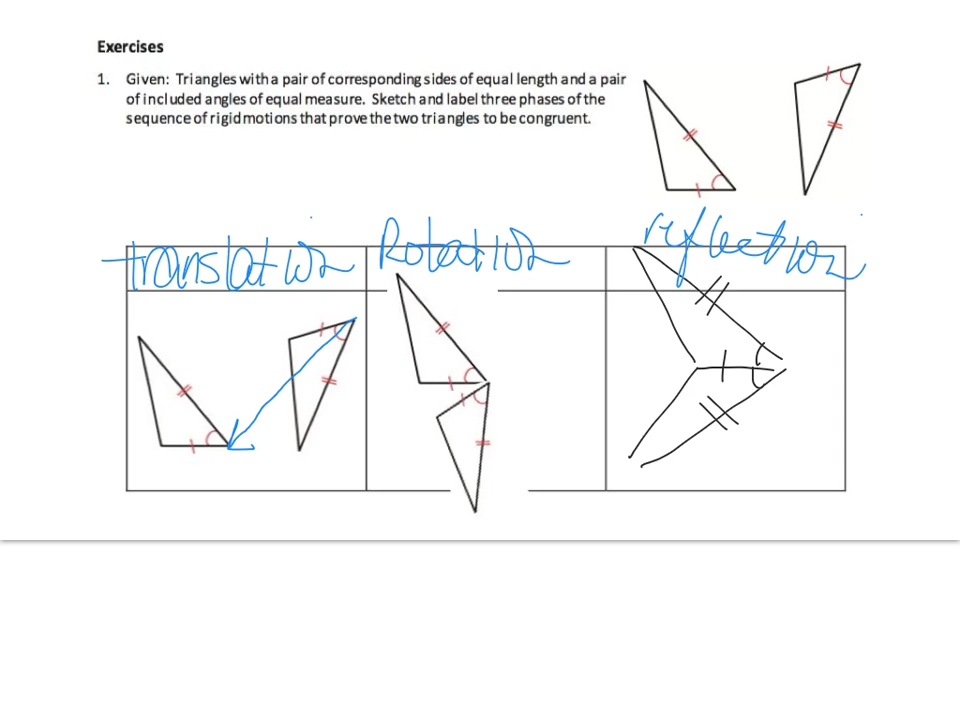 Exercises
1. Given: Triangles with a pair of corresponding sides of equal length and a pair
of included angles of equal measure. Sketch and label three phases of the
sequence of rigid motions that prove the two triangles to be congruent.
translation Rotation reflection